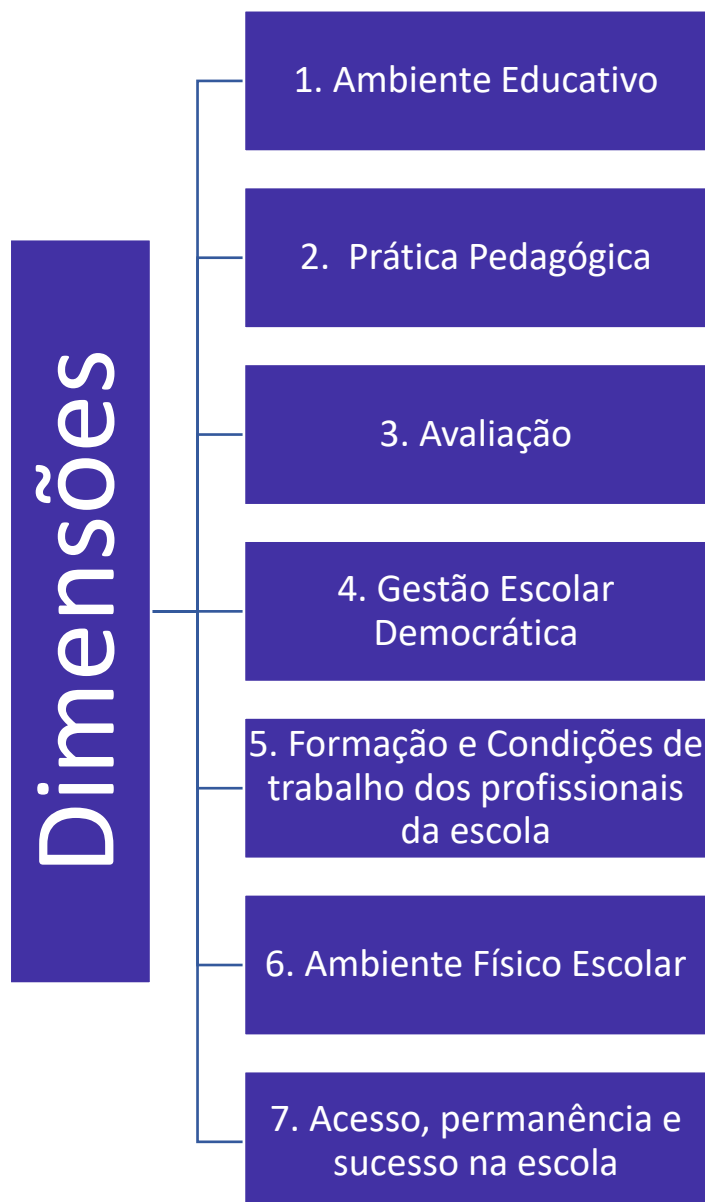 Dimensões
1. Ambiente Educativo
2.  Prática Pedagógica
3. Avaliação
4. Gestão Escolar
Democrática
5. Formação e Condições de
trabalho dos profissionais
da escola
6. Ambiente Físico Escolar
7. Acesso, permanência e
sucesso na escola